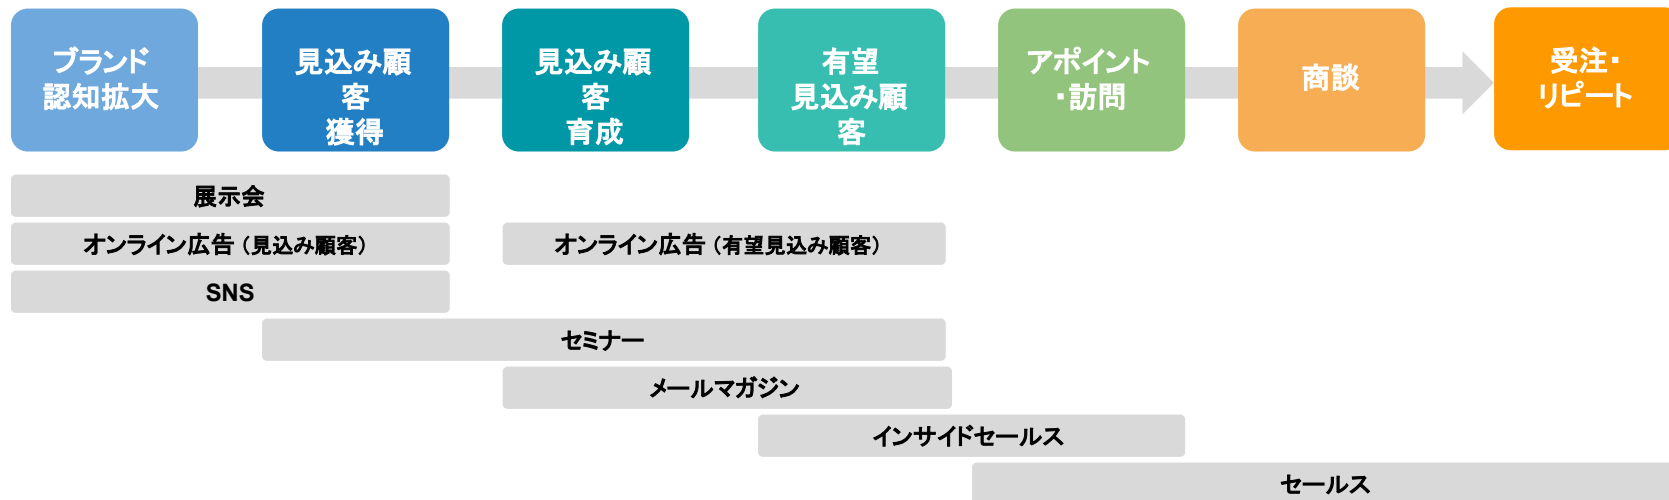 ブランド
認知拡大
見込み顧
客
獲得
見込み顧
客
育成
有望
見込み顧
客
アポイント
・訪問
商談
受注・
リピート
展示会
オンライン広告（見込み顧客）
オンライン広告（有望見込み顧客）
SNS
セミナー
メールマガジン
インサイドセールス
セールス